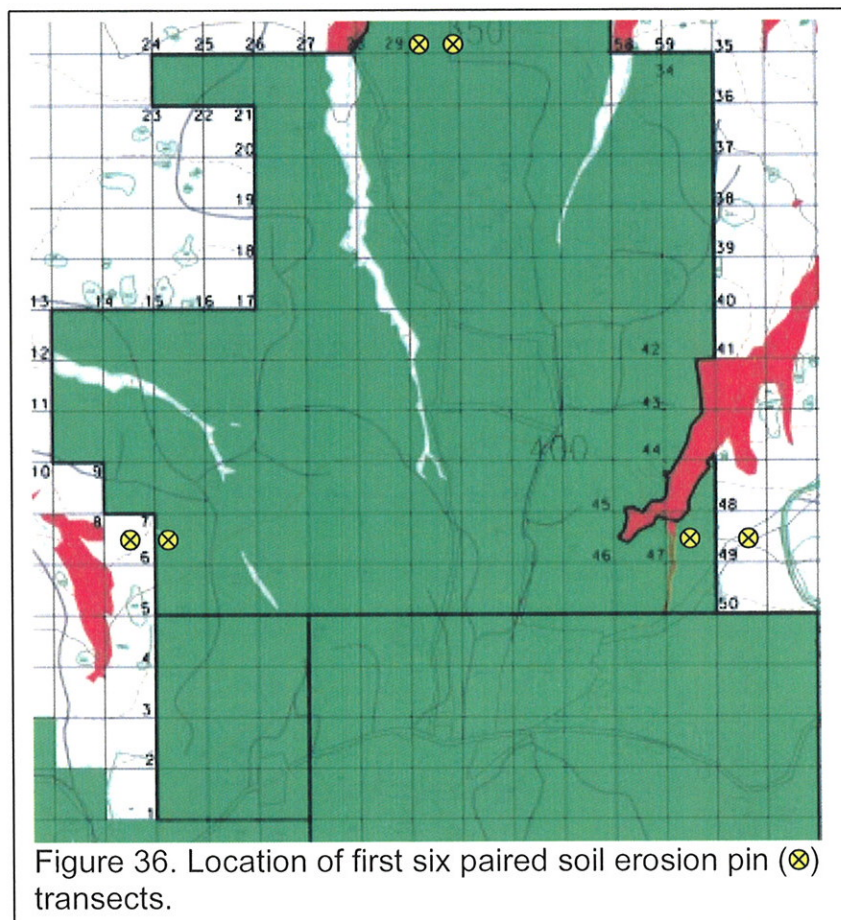 24 25 26 27 28 29 350 58 59 35
34
23 22 21 36
20 37
19 38
18 39
13 14 15 16 17 40
12 42 41
11 43
400 44
10 9
45 48
8 7
6 46 47 49
5 50
4
3
2
1
Figure 36. Location of first six paired soil erosion pin (⊗)
transects.